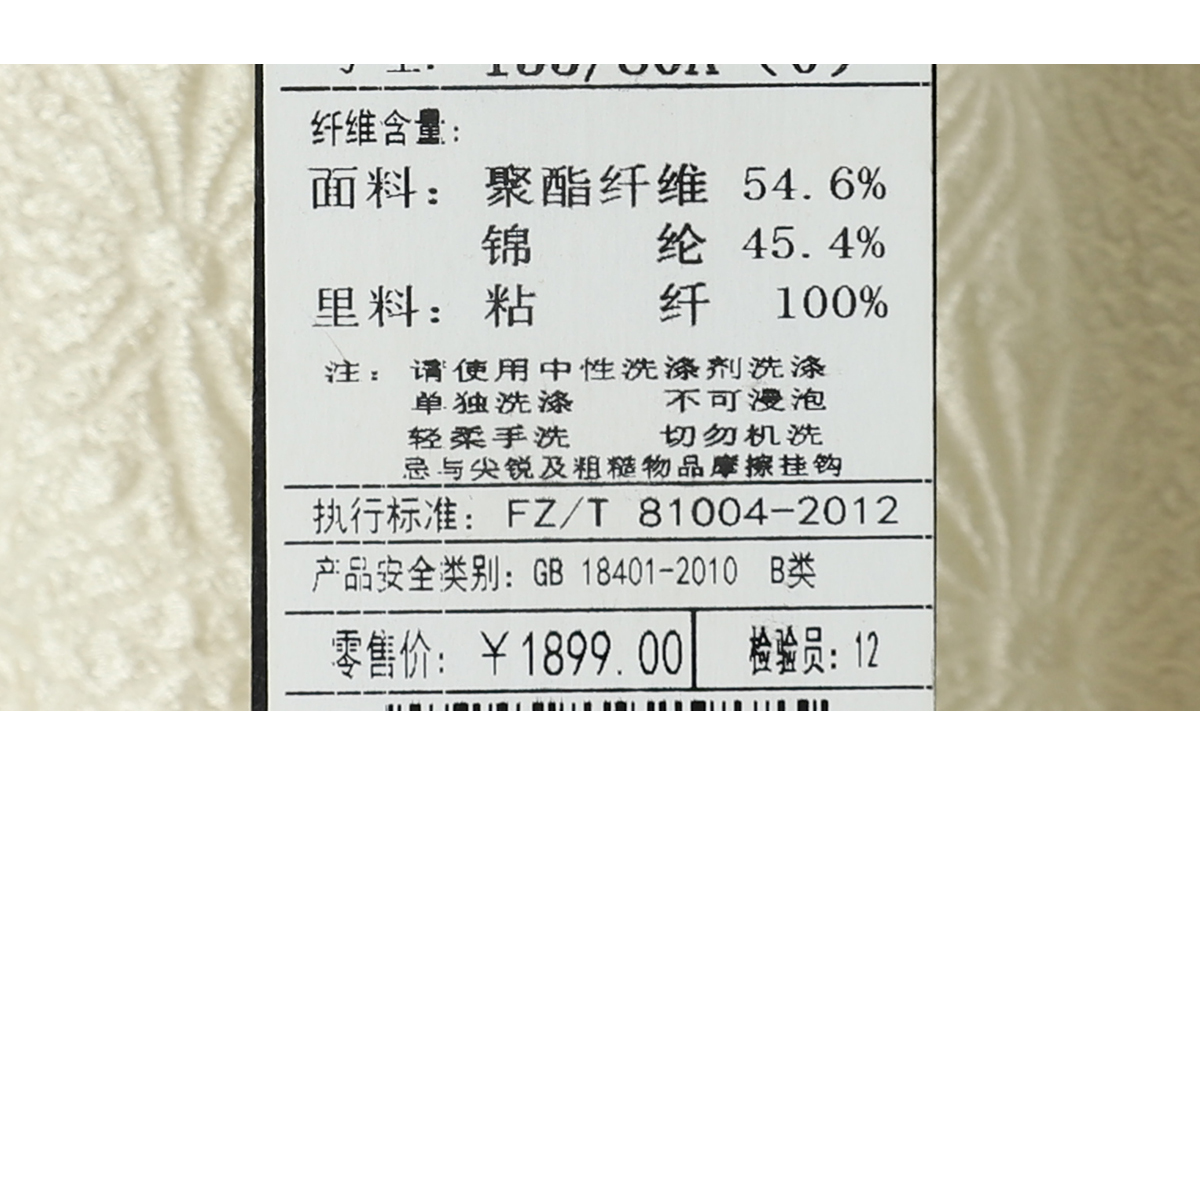 纤维含量:
面料: 聚酯纤维 54.6%
锦 纶 45.4%
里料: 粘 纤 100%
注: 请使用中性洗涤剂洗涤
单独洗涤 不可漫泡
轻柔手洗 切勿机洗
忌与尖锐及粗糙物品摩擦挂钩
执行标准: FZ/T 81004-2012
产品安全类别: GB 18401-2010 B类
零售价: ￥1899.00 检验员: 12